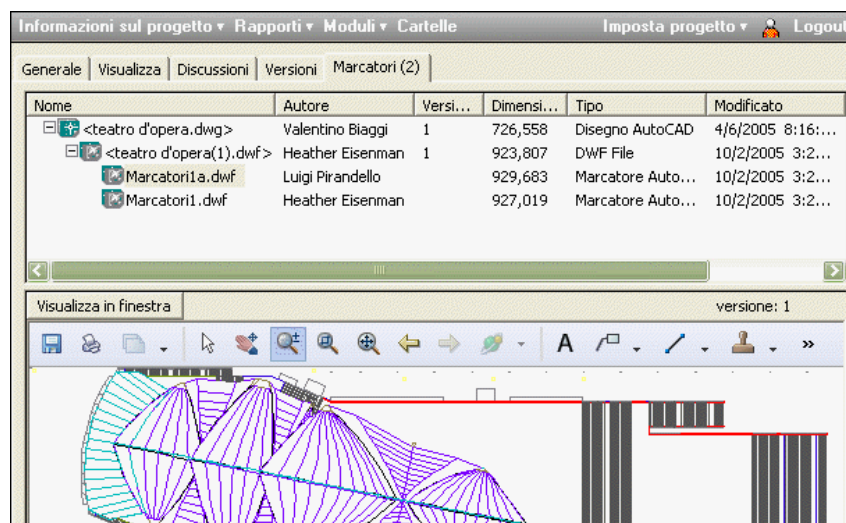 Informazioni sul progetto ▾ Rapporti ▾ Moduli ▾ Cartelle Imposta progetto ▾ Logout
Generale Visualizza Discussioni Versioni Marcatori (2)
Nome Autore Versi... Dimensi... Tipo Modificato
<teatro d'opera.dwg> Valentino Biaggi 1 726,558 Disegno AutoCAD 4/6/2005 8:16:...
<teatro d'opera(1).dwf> Heather Eisenman 1 923,807 DWF File 10/2/2005 3:2...
Marcatori1a.dwf Luigi Pirandello 929,683 Marcatore Auto... 10/2/2005 3:2...
Marcatori1.dwf Heather Eisenman 927,019 Marcatore Auto... 10/2/2005 3:2...
Visualizza in finestra versione: 1
A »